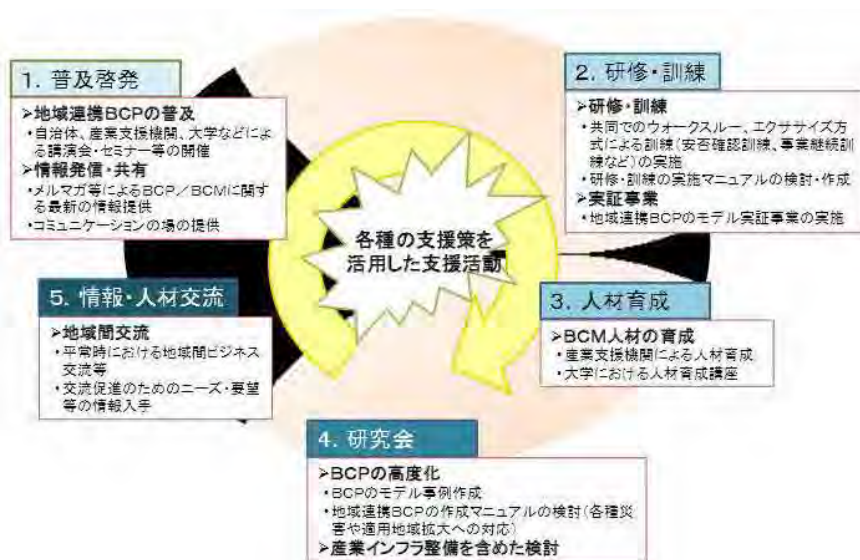 1. 普及啓発
➢地域連携BCPの普及
・自治体、産業支援機関、大学などによ
る講演会・セミナー等の開催
➢情報発信・共有
・メルマガ等によるBCP／BCMに関す
る最新の情報提供
・コミュニケーションの場の提供
2. 研修・訓練
➢研修・訓練
・共同でのウォークスルー、エクササイズ方
式による訓練(安否確認訓練、事業継続訓
練など)の実施
・研修・訓練の実施マニュアルの検討・作成
➢実証事業
・地域連携BCPのモデル実証事業の実施
各種の支援策を
活用した支援活動
5. 情報・人材交流
➢地域間交流
・平常時における地域間ビジネス
交流等
・交流促進のためのニーズ・要望
等の情報入手
3. 人材育成
➢BCM人材の育成
・産業支援機関による人材育成
・大学における人材育成講座
4. 研究会
➢BCPの高度化
・BCPのモデル事例作成
・地域連携BCPの作成マニュアルの検討(各種災
害や適用地域拡大への対応)
➢産業インフラ整備を含めた検討